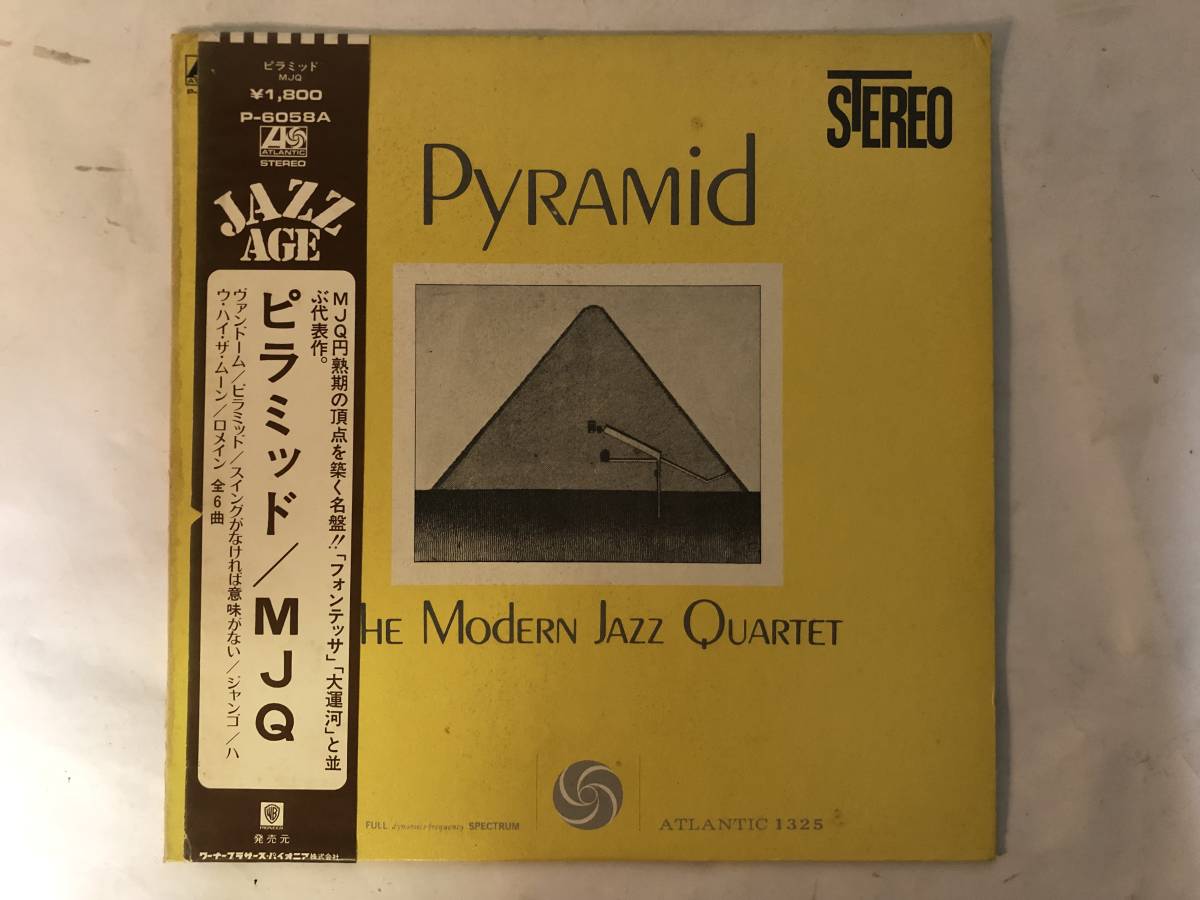 ピラミッド
MJQ
¥1,800
P-6058A
ATLANTIC
STEREO
JAZZ
AGE
MJQ円熟期の頂点を築く名盤!!「フォンテッサ」「大運河」と並
ぶ代表作。
ピラミッド/MJQ
ヴァンドーム/ピラミッド/スイングがなければ意味がない/ジャンゴ/ハ
ウ・ハイ・ザ・ムーン/ロメイン 全6曲
WB
PIONEER
発売元
ワーナーブラザース・パイオニア株式会社
STEREO
Pyramid
HE Modern Jazz Quartet
FULL dynamics-frequency SPECTRUM
ATLANTIC 1325